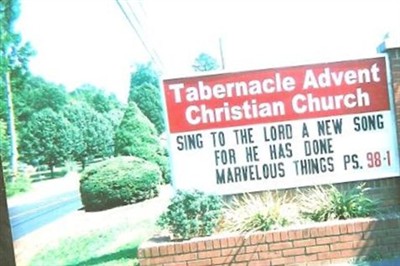 Tabernacle Advent
Christian Church
SING TO THE LORD A NEW SONG
FOR HE HAS DONE
MARVELOUS THINGS PS. 98-1